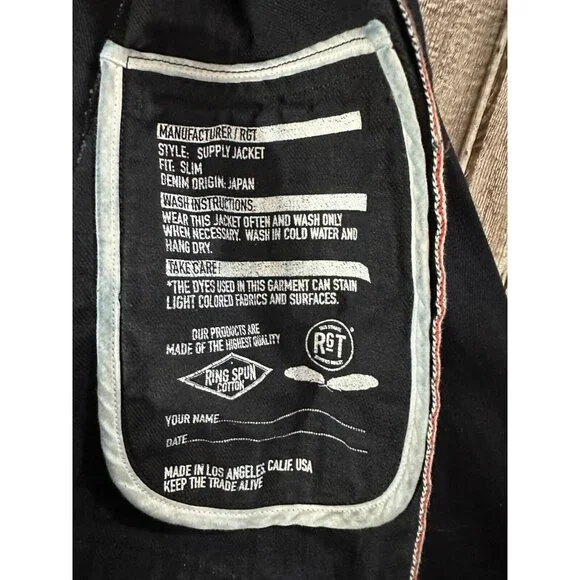 MANUFACTURER / RGT
STYLE: SUPPLY JACKET
FIT: SLIM
DENIM ORIGIN: JAPAN
WASH INSTRUCTIONS:
WEAR THIS JACKET OFTEN AND WASH ONLY
WHEN NECESSARY. WASH IN COLD WATER AND
HANG DRY.
TAKE CARE!
*THE DYES USED IN THIS GARMENT CAN STAIN
LIGHT COLORED FABRICS AND SURFACES.
OUR PRODUCTS ARE
MADE OF THE HIGHEST QUALITY
RING SPUN
COTTON
RGT
YOUR NAME
DATE
MADE IN LOS ANGELES CALIF. USA
KEEP THE TRADE ALIVE